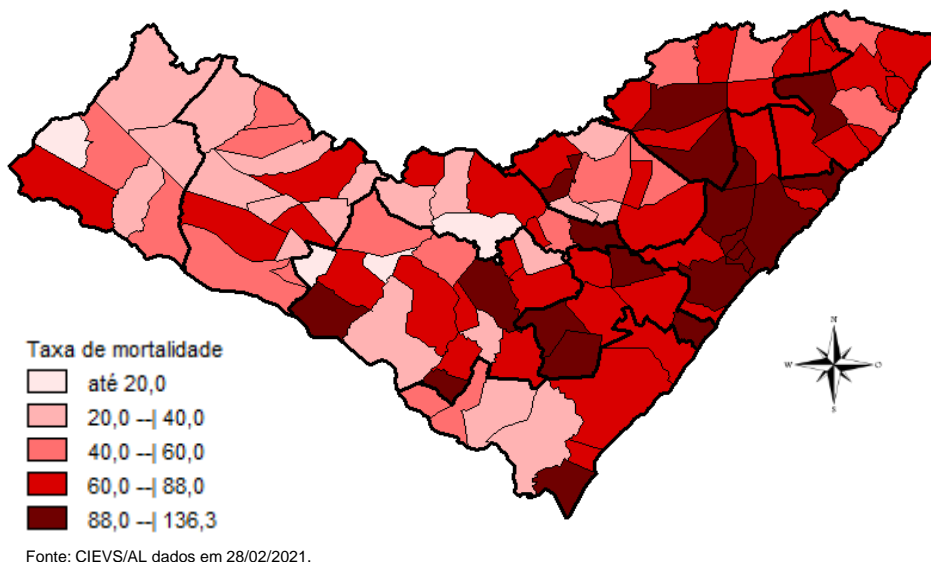 Taxa de mortalidade
até 20,0
20,0 --| 40,0
40,0 --| 60,0
60,0 --| 88,0
88,0 --| 136,3
N
W
O
S
Fonte: CIEVS/AL dados em 28/02/2021.